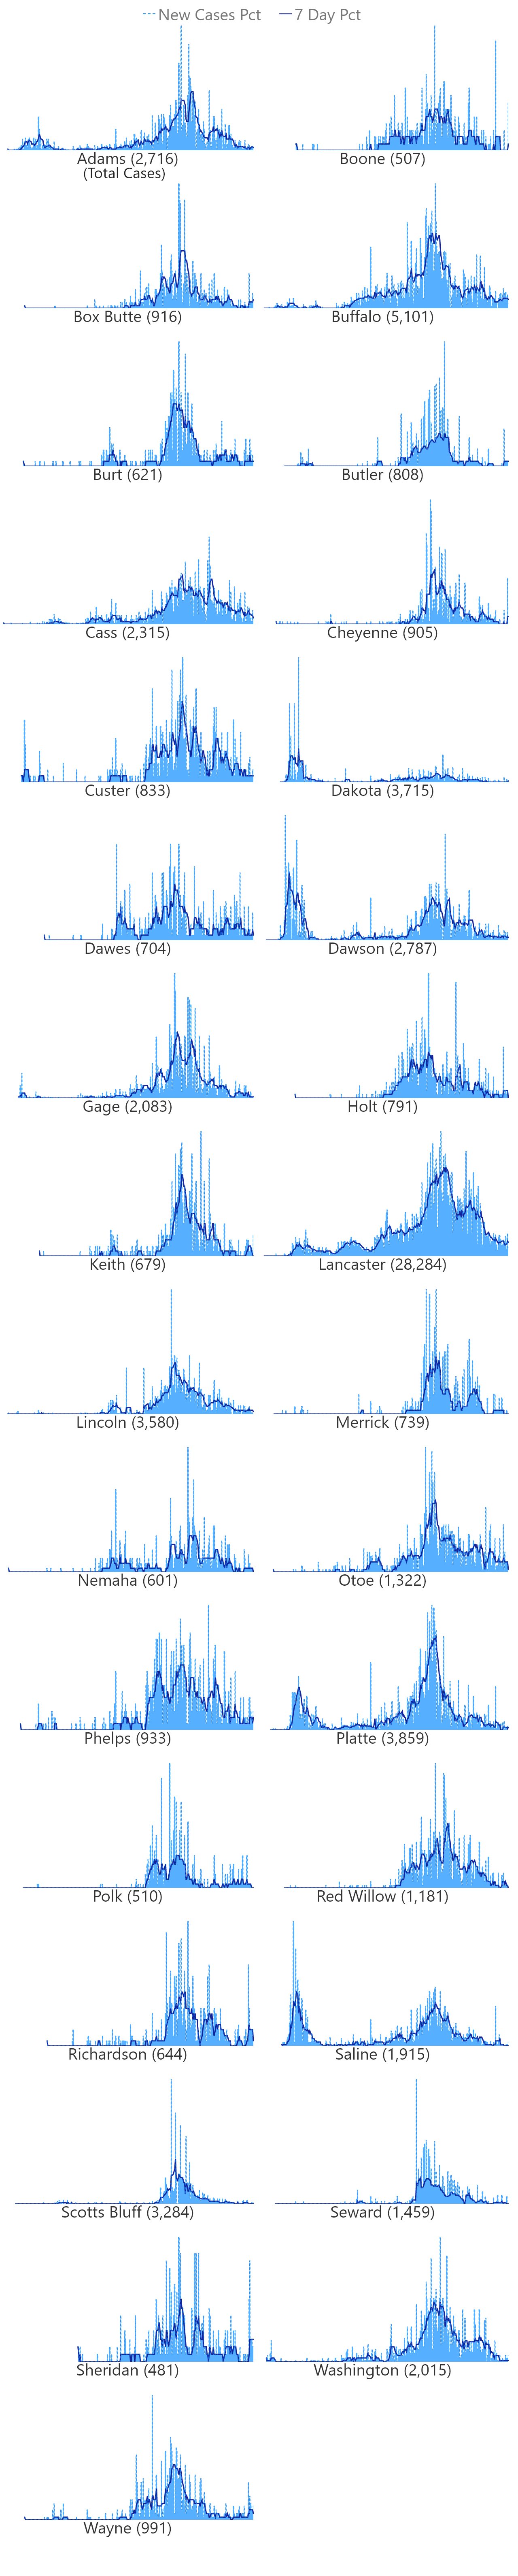 New Cases Pct 7 Day Pct
Adams (2,716) Boone (507)
(Total Cases)
Box Butte (916) Buffalo (5,101)
Burt (621) Butler (808)
Cass (2,315) Cheyenne (905)
Custer (833) Dakota (3,715)
Dawes (704) Dawson (2,787)
Gage (2,083) Holt (791)
Keith (679) Lancaster (28,284)
Lincoln (3,580) Merrick (739)
Nemaha (601) Otoe (1,322)
Phelps (933) Platte (3,859)
Polk (510) Red Willow (1,181)
Richardson (644) Saline (1,915)
Scotts Bluff (3,284) Seward (1,459)
Sheridan (481) Washington (2,015)
Wayne (991)